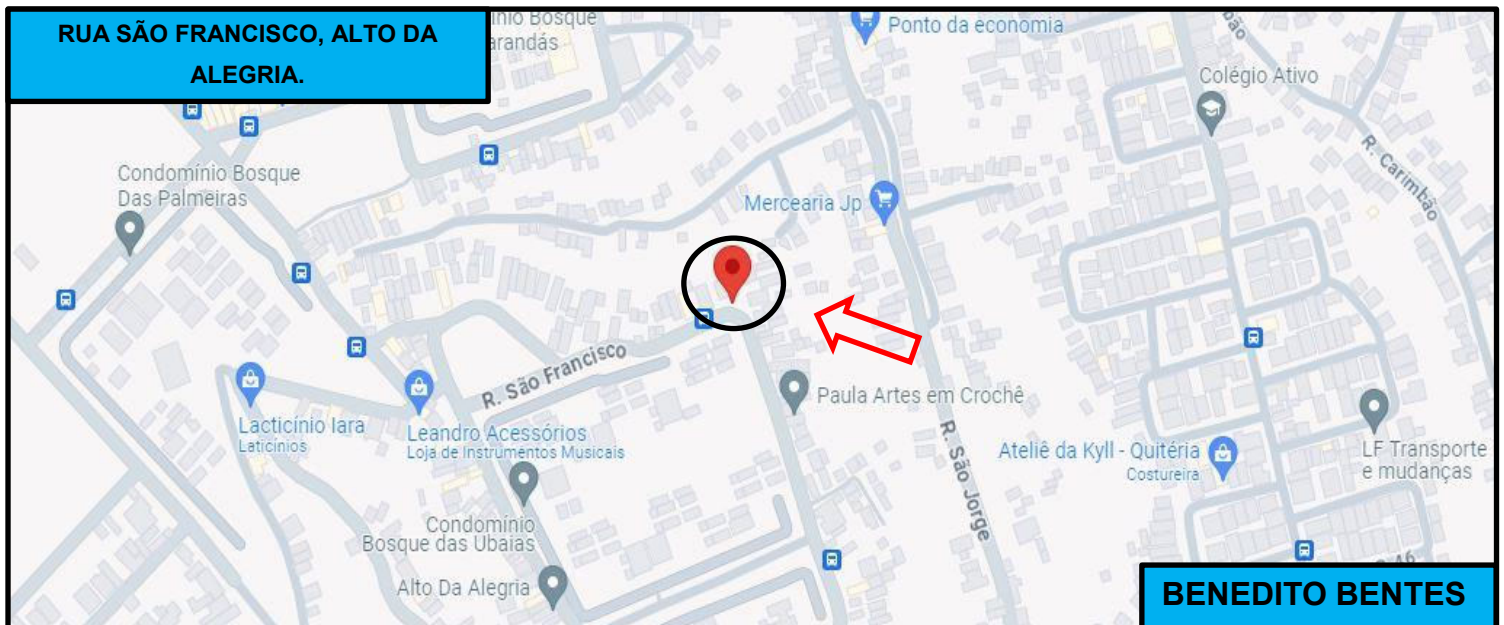 RUA SÃO FRANCISCO, ALTO DA
ALEGRIA.
Bosque
arandás
Ponto da economia
Colégio Ativo
Condomínio Bosque
Das Palmeiras
R. Carimbão
Mercearia Jp
R. São Francisco
Paula Artes em Crochê
Lacticínio Iara
Laticínios
Leandro Acessórios
Loja de Instrumentos Musicais
R. São Jorge
Ateliê da Kyll - Quitéria
Costureira
LF Transporte
e mudanças
Condomínio
Bosque das Ubaias
Alto Da Alegria
BENEDITO BENTES